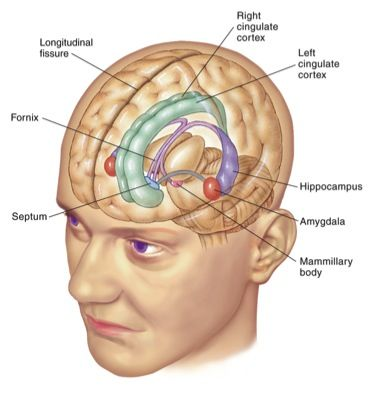 Right
cingulate
cortex
Longitudinal
fissure
Left
cingulate
cortex
Fornix
Hippocampus
Septum
Amygdala
Mammillary
body